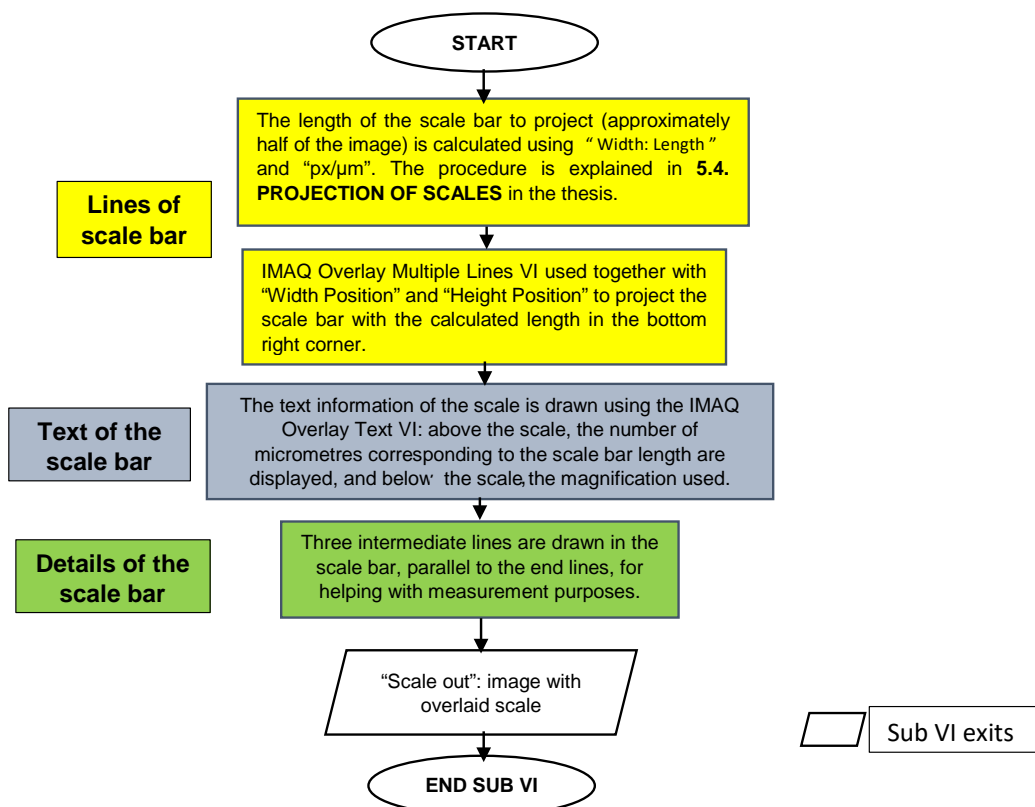 START
The length of the scale bar to project (approximately
half of the image) is calculated using “ Width: Length ”
and “px/µm”. The procedure is explained in 5.4.
PROJECTION OF SCALES in the thesis.
Lines of
scale bar
IMAQ Overlay Multiple Lines VI used together with
“Width Position” and “Height Position” to project the
scale bar with the calculated length in the bottom
right corner.
Text of the
scale bar
The text information of the scale is drawn using the IMAQ
Overlay Text VI: above the scale, the number of
micrometres corresponding to the scale bar length are
displayed, and below the scale, the magnification used.
Details of the
scale bar
Three intermediate lines are drawn in the
scale bar, parallel to the end lines, for
helping with measurement purposes.
“Scale out”: image with
overlaid scale
Sub VI exits
END SUB VI